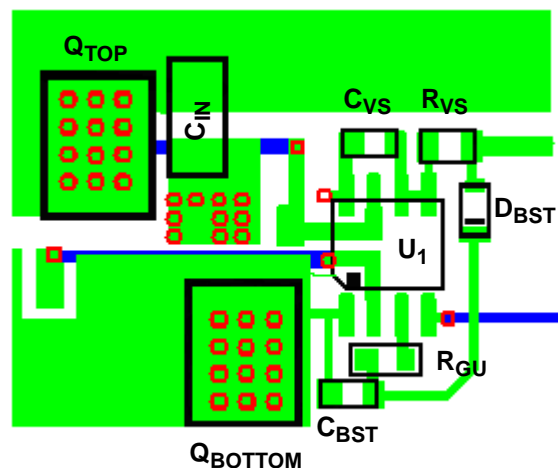 QTOP
CIN
CVS
RVS
DBST
U1
RGU
CBST
QBOTTOM